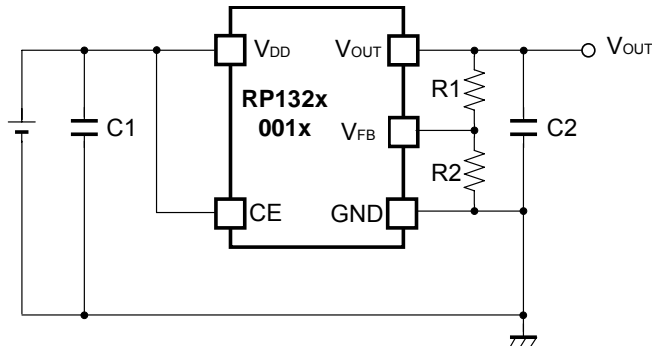 VDD
VOUT
VOUT
RP132x
R1
C1
001x
VFB
C2
R2
CE
GND